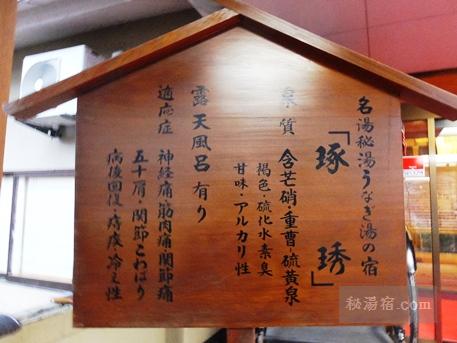 名湯秘湯うなぎ湯の宿
「琢琇」
泉質 含芒硝・重曹-硫黄泉
褐色・硫化水素臭
甘味・アルカリ性
露天風呂 有り
適応症 神経痛・筋肉痛・関節痛
五十肩・関節こわばり
病後回復・痔疾・冷え性
秘湯宿.com